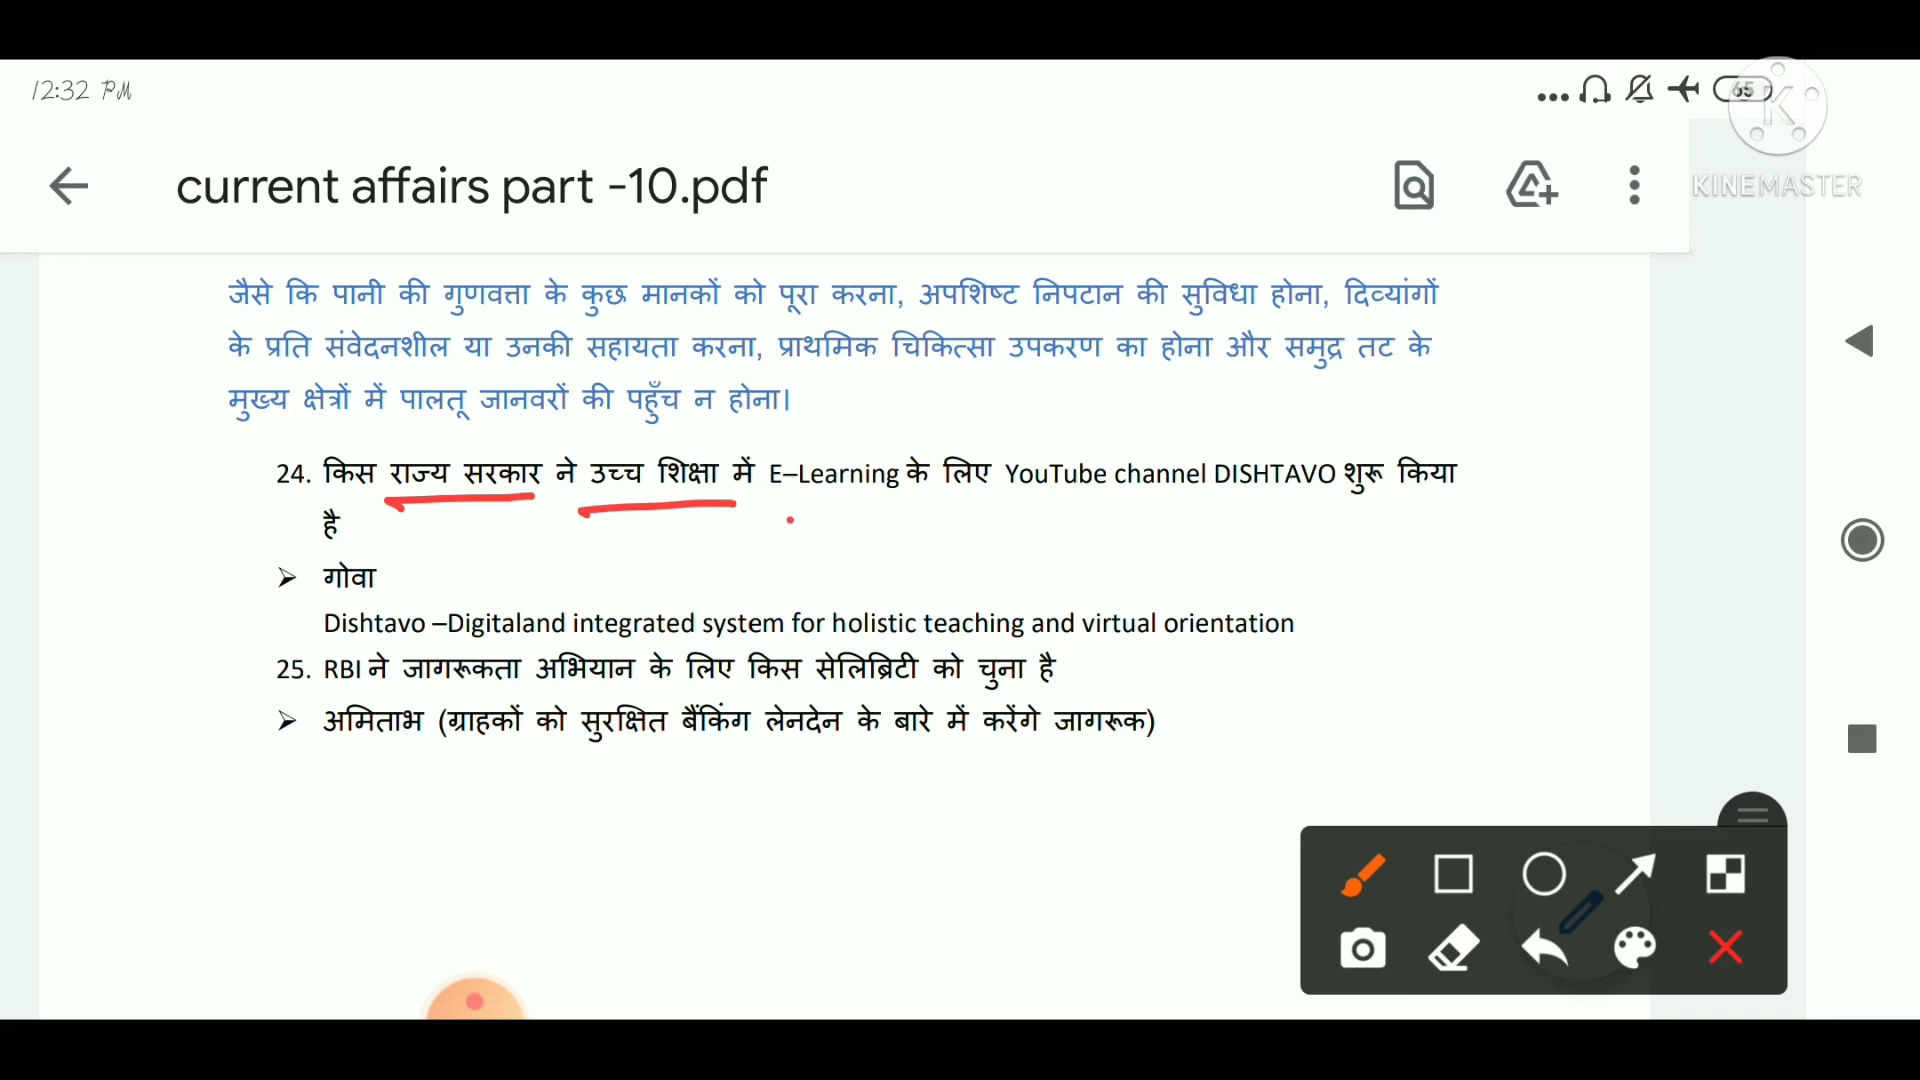 12:32 PM
65
current affairs part -10.pdf
KINEMASTER
जैसे कि पानी की गुणवत्ता के कुछ मानकों को पूरा करना, अपशिष्ट निपटान की सुविधा होना, दिव्यांगों
के प्रति संवेदनशील या उनकी सहायता करना, प्राथमिक चिकित्सा उपकरण का होना और समुद्र तट के
मुख्य क्षेत्रों में पालतू जानवरों की पहुँच न होना।
24. किस राज्य सरकार ने उच्च शिक्षा में E–Learning के लिए YouTube channel DISHTAVO शुरू किया
है
➢ गोवा
Dishtavo –Digitaland integrated system for holistic teaching and virtual orientation
25. RBI ने जागरूकता अभियान के लिए किस सेलिब्रिटी को चुना है
➢ अमिताभ (ग्राहकों को सुरक्षित बैंकिंग लेनदेन के बारे में करेंगे जागरूक)